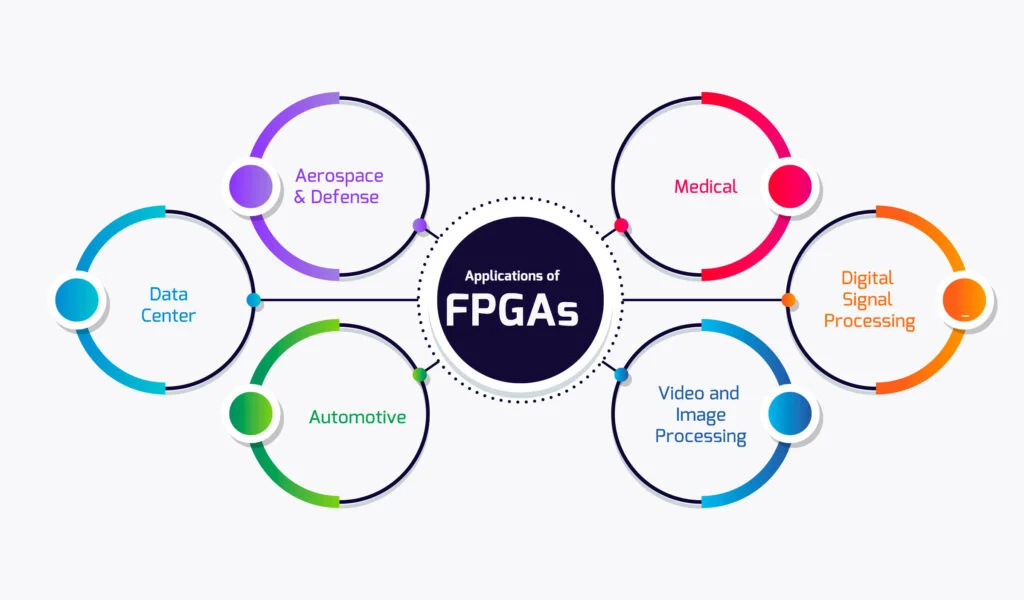 Aerospace
& Defense
Medical
Data
Center
Applications of
FPGAs
Digital
Signal
Processing
Automotive
Video and
Image
Processing